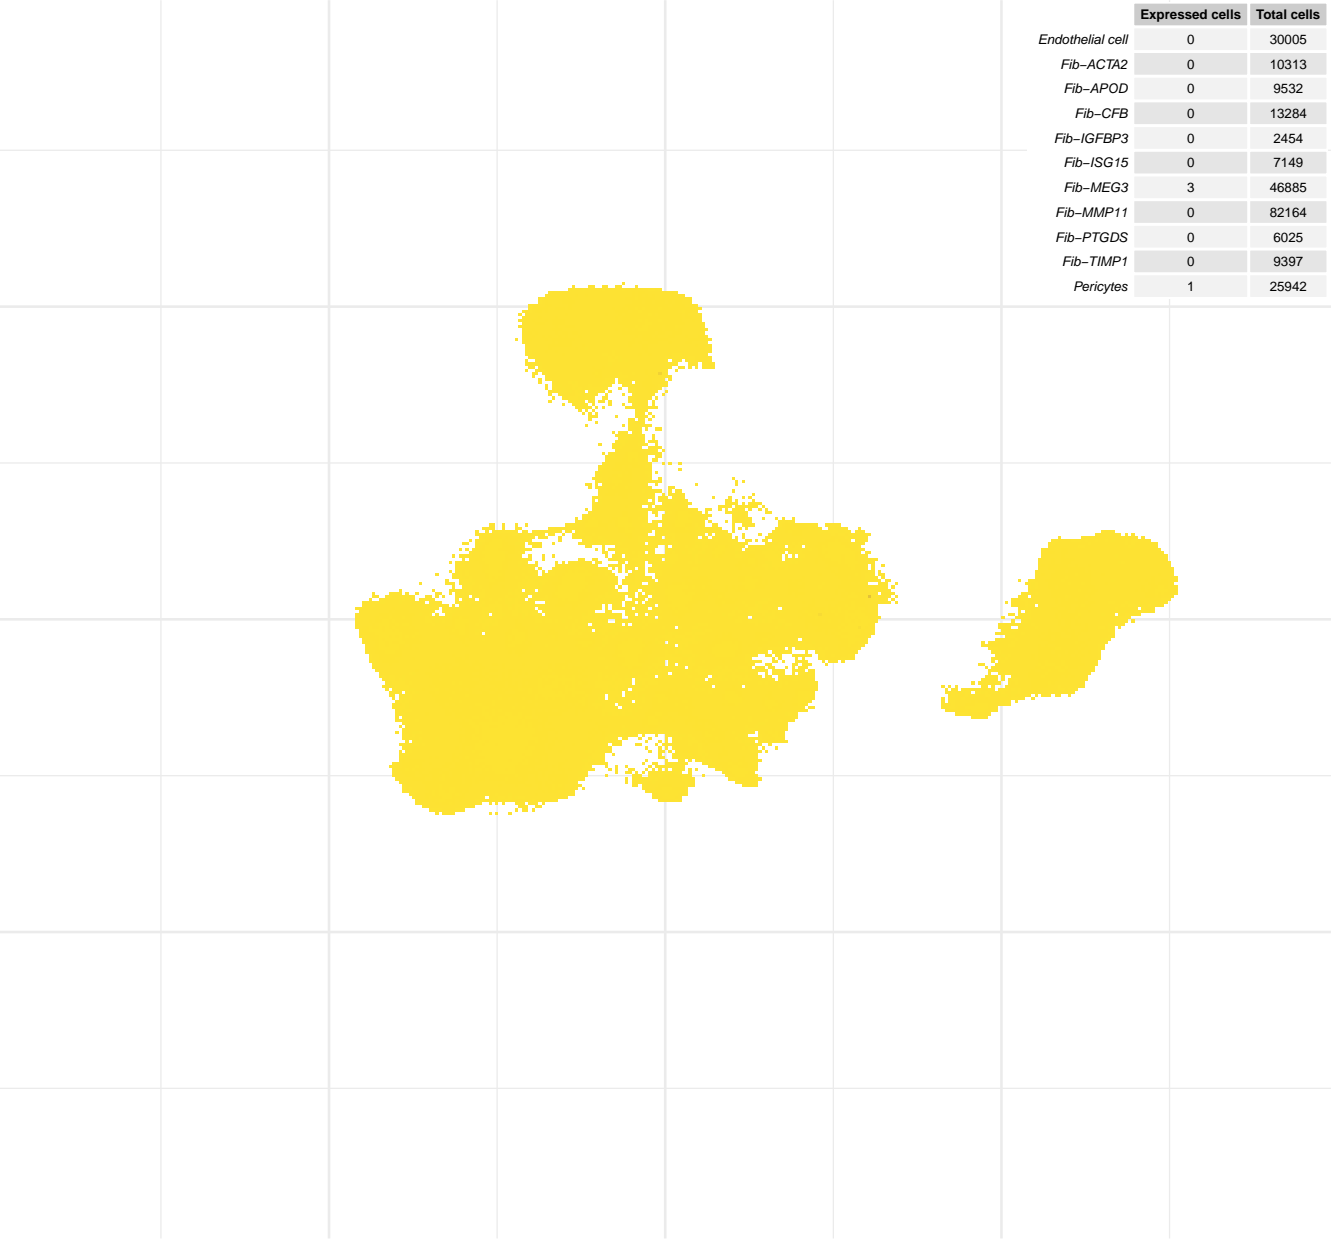 Expressed cells Total cells
Endothelial cell 0 30005
Fib−ACTA2 0 10313
Fib−APOD 0 9532
Fib−CFB 0 13284
Fib−IGFBP3 0 2454
Fib−ISG15 0 7149
Fib−MEG3 3 46885
Fib−MMP11 0 82164
Fib−PTGDS 0 6025
Fib−TIMP1 0 9397
Pericytes 1 25942